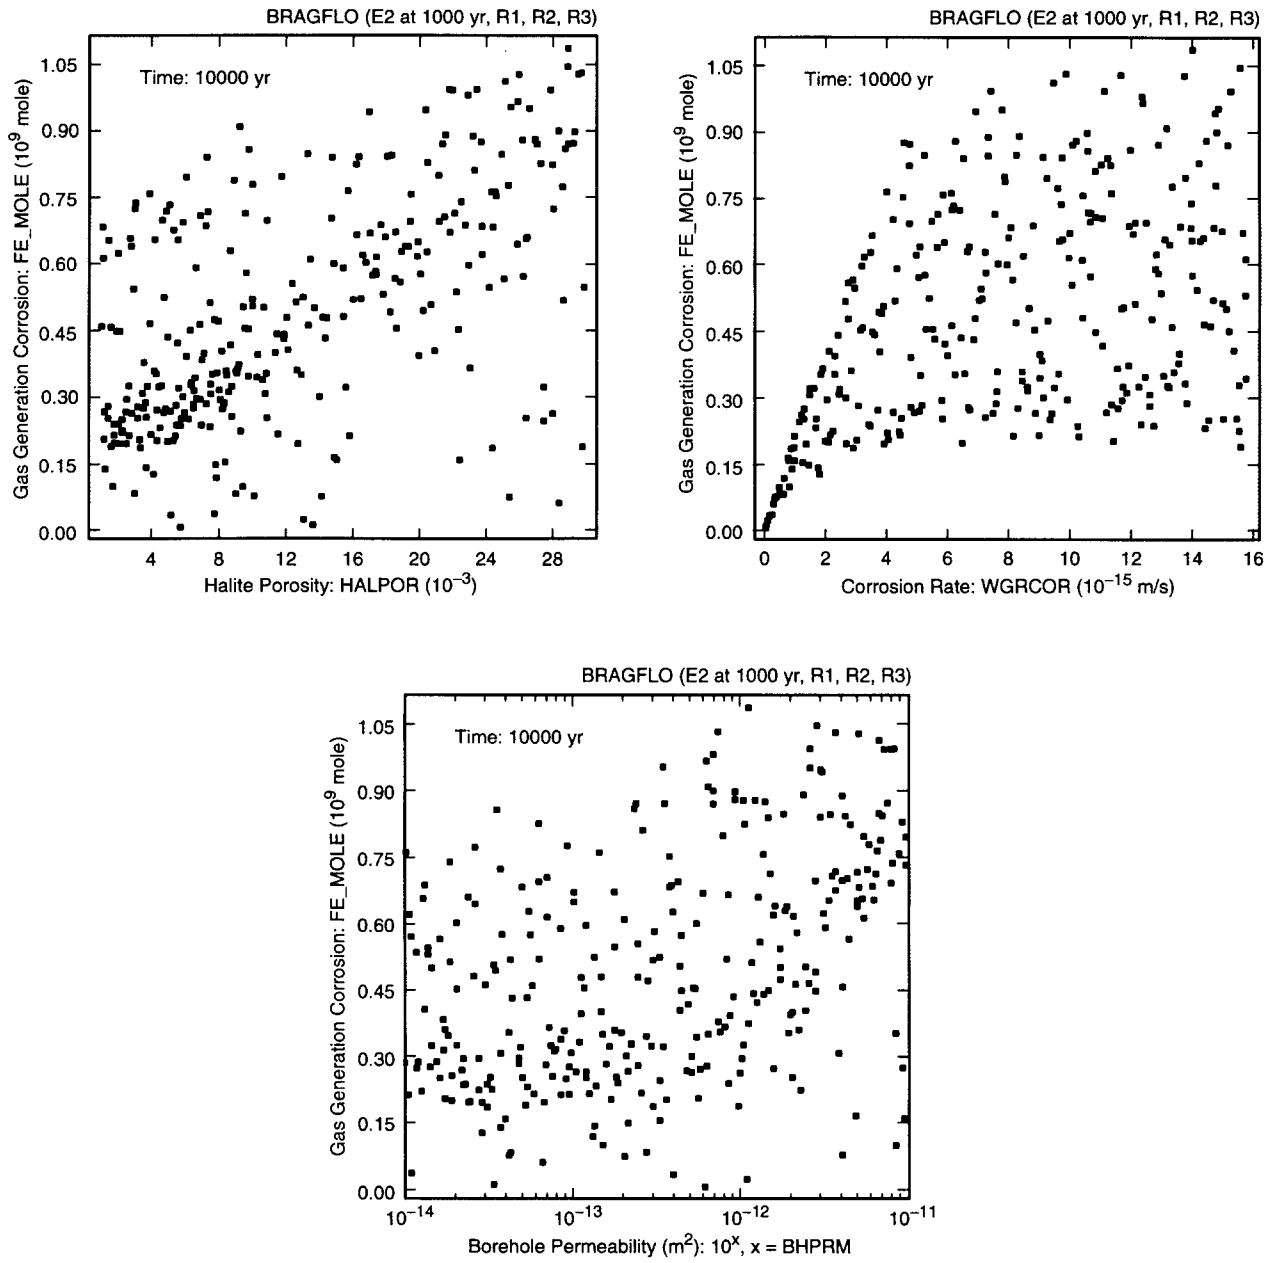 BRAGFLO (E2 at 1000 yr, R1, R2, R3)
Time: 10000 yr
Gas Generation Corrosion: FE_MOLE (10⁹ mole)
1.05
0.90
0.75
0.60
0.45
0.30
0.15
0.00
4 8 12 16 20 24 28
Halite Porosity: HALPOR (10⁻³)
BRAGFLO (E2 at 1000 yr, R1, R2, R3)
Time: 10000 yr
Gas Generation Corrosion: FE_MOLE (10⁹ mole)
1.05
0.90
0.75
0.60
0.45
0.30
0.15
0.00
0 2 4 6 8 10 12 14 16
Corrosion Rate: WGRCOR (10⁻¹⁵ m/s)
BRAGFLO (E2 at 1000 yr, R1, R2, R3)
Time: 10000 yr
Gas Generation Corrosion: FE_MOLE (10⁹ mole)
1.05
0.90
0.75
0.60
0.45
0.30
0.15
0.00
10⁻¹⁴ 10⁻¹³ 10⁻¹² 10⁻¹¹
Borehole Permeability (m²): 10ˣ, x = BHPRM